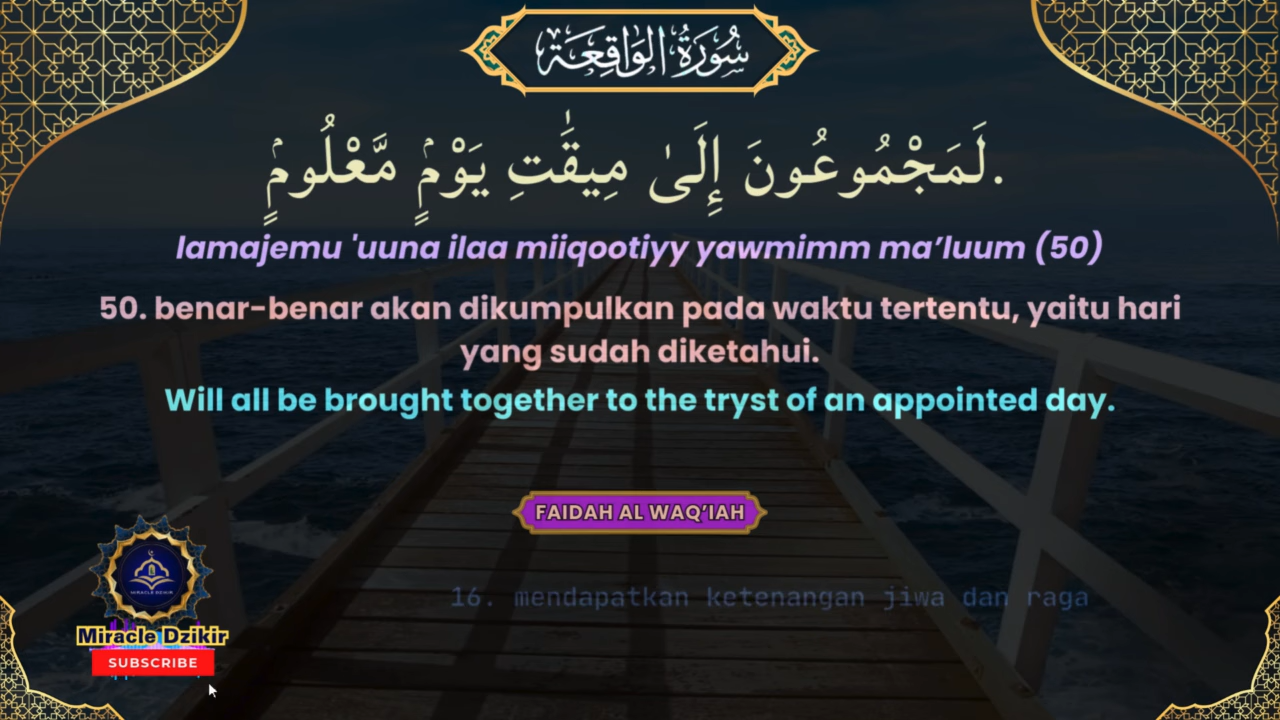 سُورَةُ الوَاقِعَة
لَمَجْمُوعُونَ إِلَىٰ مِيقَٰتِ يَوْمٍۢ مَّعْلُومٍۢ.
lamajemu 'uuna ilaa miiqootiyy yawmimm ma’luum (50)
50. benar-benar akan dikumpulkan pada waktu tertentu, yaitu hari
yang sudah diketahui.
Will all be brought together to the tryst of an appointed day.
FAIDAH AL WAQ’IAH
16. mendapatkan ketenangan jiwa dan raga
MIRACLE DZIKIR
Miracle Dzikir
SUBSCRIBE